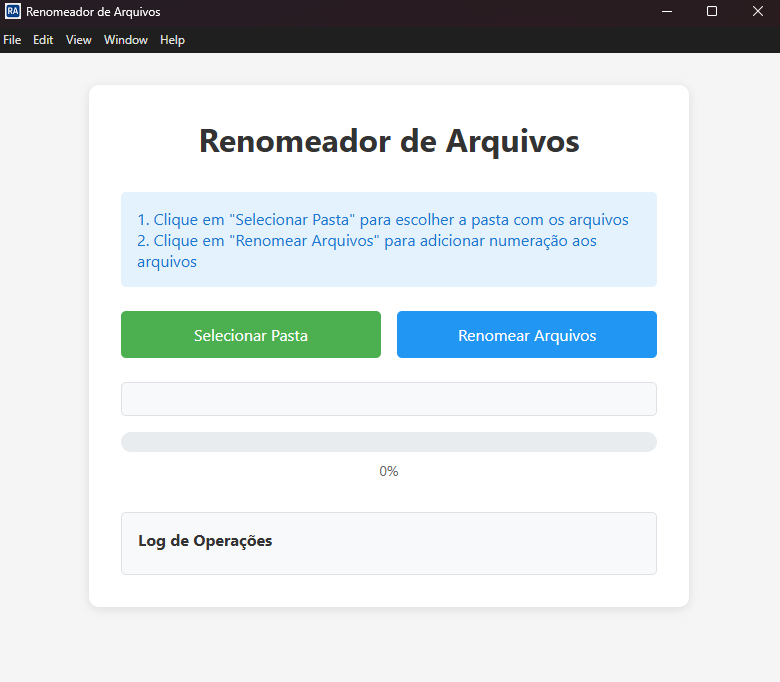 RA Renomeador de Arquivos
File Edit View Window Help
Renomeador de Arquivos
1. Clique em "Selecionar Pasta" para escolher a pasta com os arquivos
2. Clique em "Renomear Arquivos" para adicionar numeração aos
arquivos
Selecionar Pasta Renomear Arquivos
0%
Log de Operações